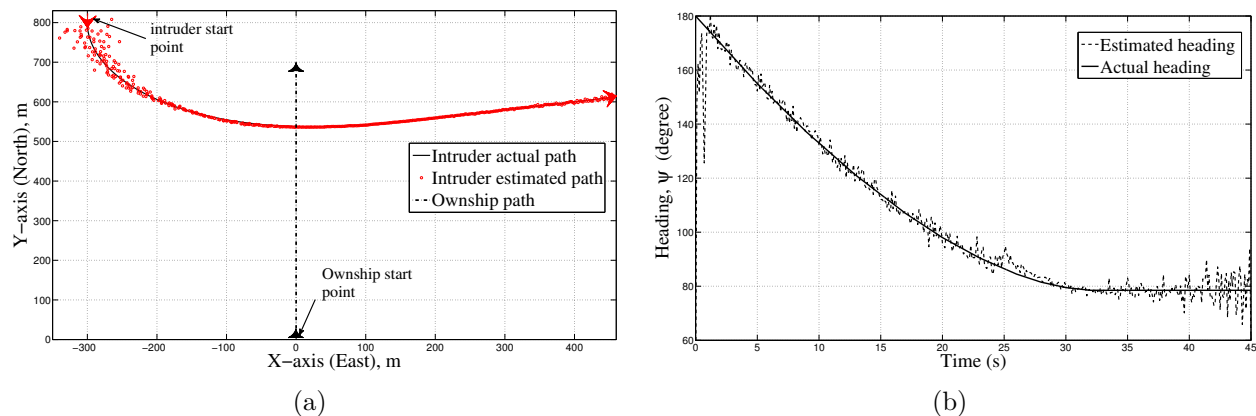 800
700
600
500
400
300
200
100
0
Y−axis (North), m
intruder start
point
Intruder actual path
Intruder estimated path
Ownship path
Ownship start
point
−300 −200 −100 0 100 200 300 400
X−axis (East), m
(a)
180
160
140
120
100
80
60
Heading, Ψ (degree)
Estimated heading
Actual heading
0 5 10 15 20 25 30 35 40 45
Time (s)
(b)